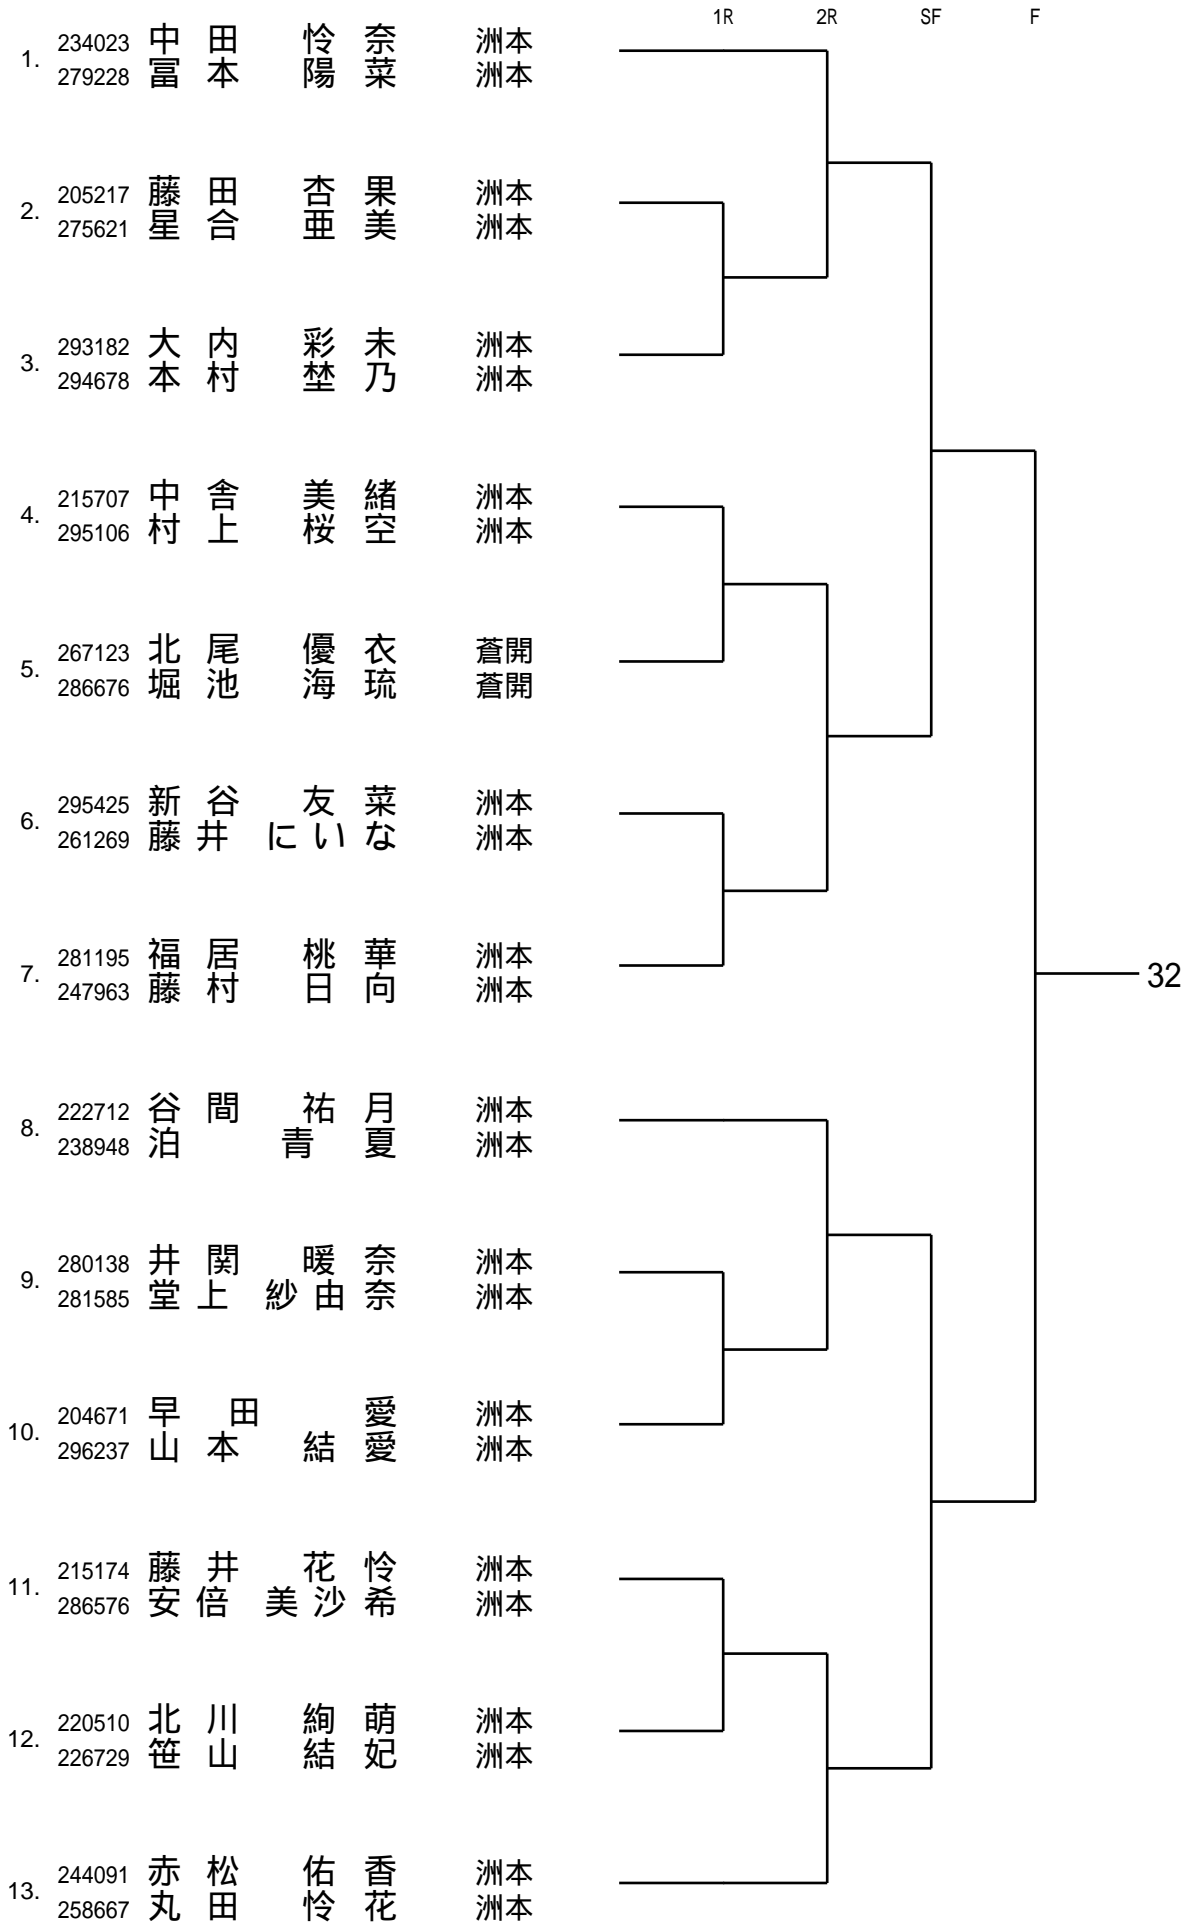 1R 2R SF F
1. 234023 中田 怜奈 洲本
279228 冨本 陽菜 洲本
2. 205217 藤田 杏果 洲本
275621 星合 亜美 洲本
3. 293182 大内 彩未 洲本
294678 本村 埜乃 洲本
4. 215707 中舎 美緒 洲本
295106 村上 桜空 洲本
5. 267123 北尾 優衣 蒼開
286676 堀池 海琉 蒼開
6. 295425 新谷 友菜 洲本
261269 藤井 にいな 洲本
7. 281195 福居 桃華 洲本
247963 藤村 日向 洲本
32
8. 222712 谷間 祐月 洲本
238948 泊 青夏 洲本
9. 280138 井関 暖奈 洲本
281585 堂上 紗由奈 洲本
10. 204671 早田 愛 洲本
296237 山本 結愛 洲本
11. 215174 藤井 花怜 洲本
286576 安倍 美沙希 洲本
12. 220510 北川 絢萌 洲本
226729 笹山 結妃 洲本
13. 244091 赤松 佑香 洲本
258667 丸田 怜花 洲本